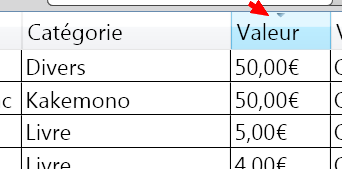 Catégorie Valeur V
Divers 50,00€
c Kakemono 50,00€
Livre 5,00€
Livre 4,00€